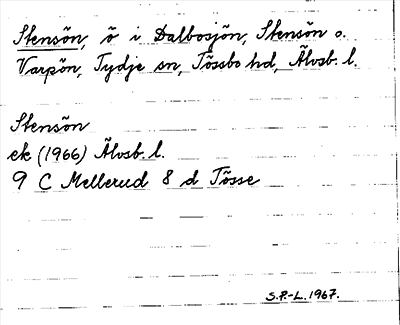 Stensön, ö i Dalbosjön, Stensön o.
Varpön, Tydje sn, Tössbo hd, Älvsb. l.
Stensön
ek (1966) Älvsb. l.
9 C Mellerud 8 d Tösse
S.P.-L. 1967.